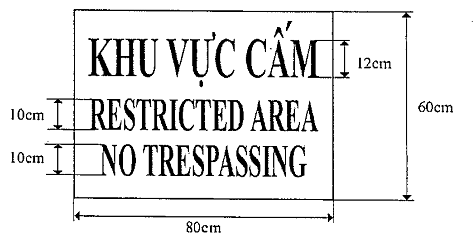 KHU VỰC CẤM
12cm
60cm
10cm
RESTRICTED AREA
10cm
NO TRESPASSING
80cm